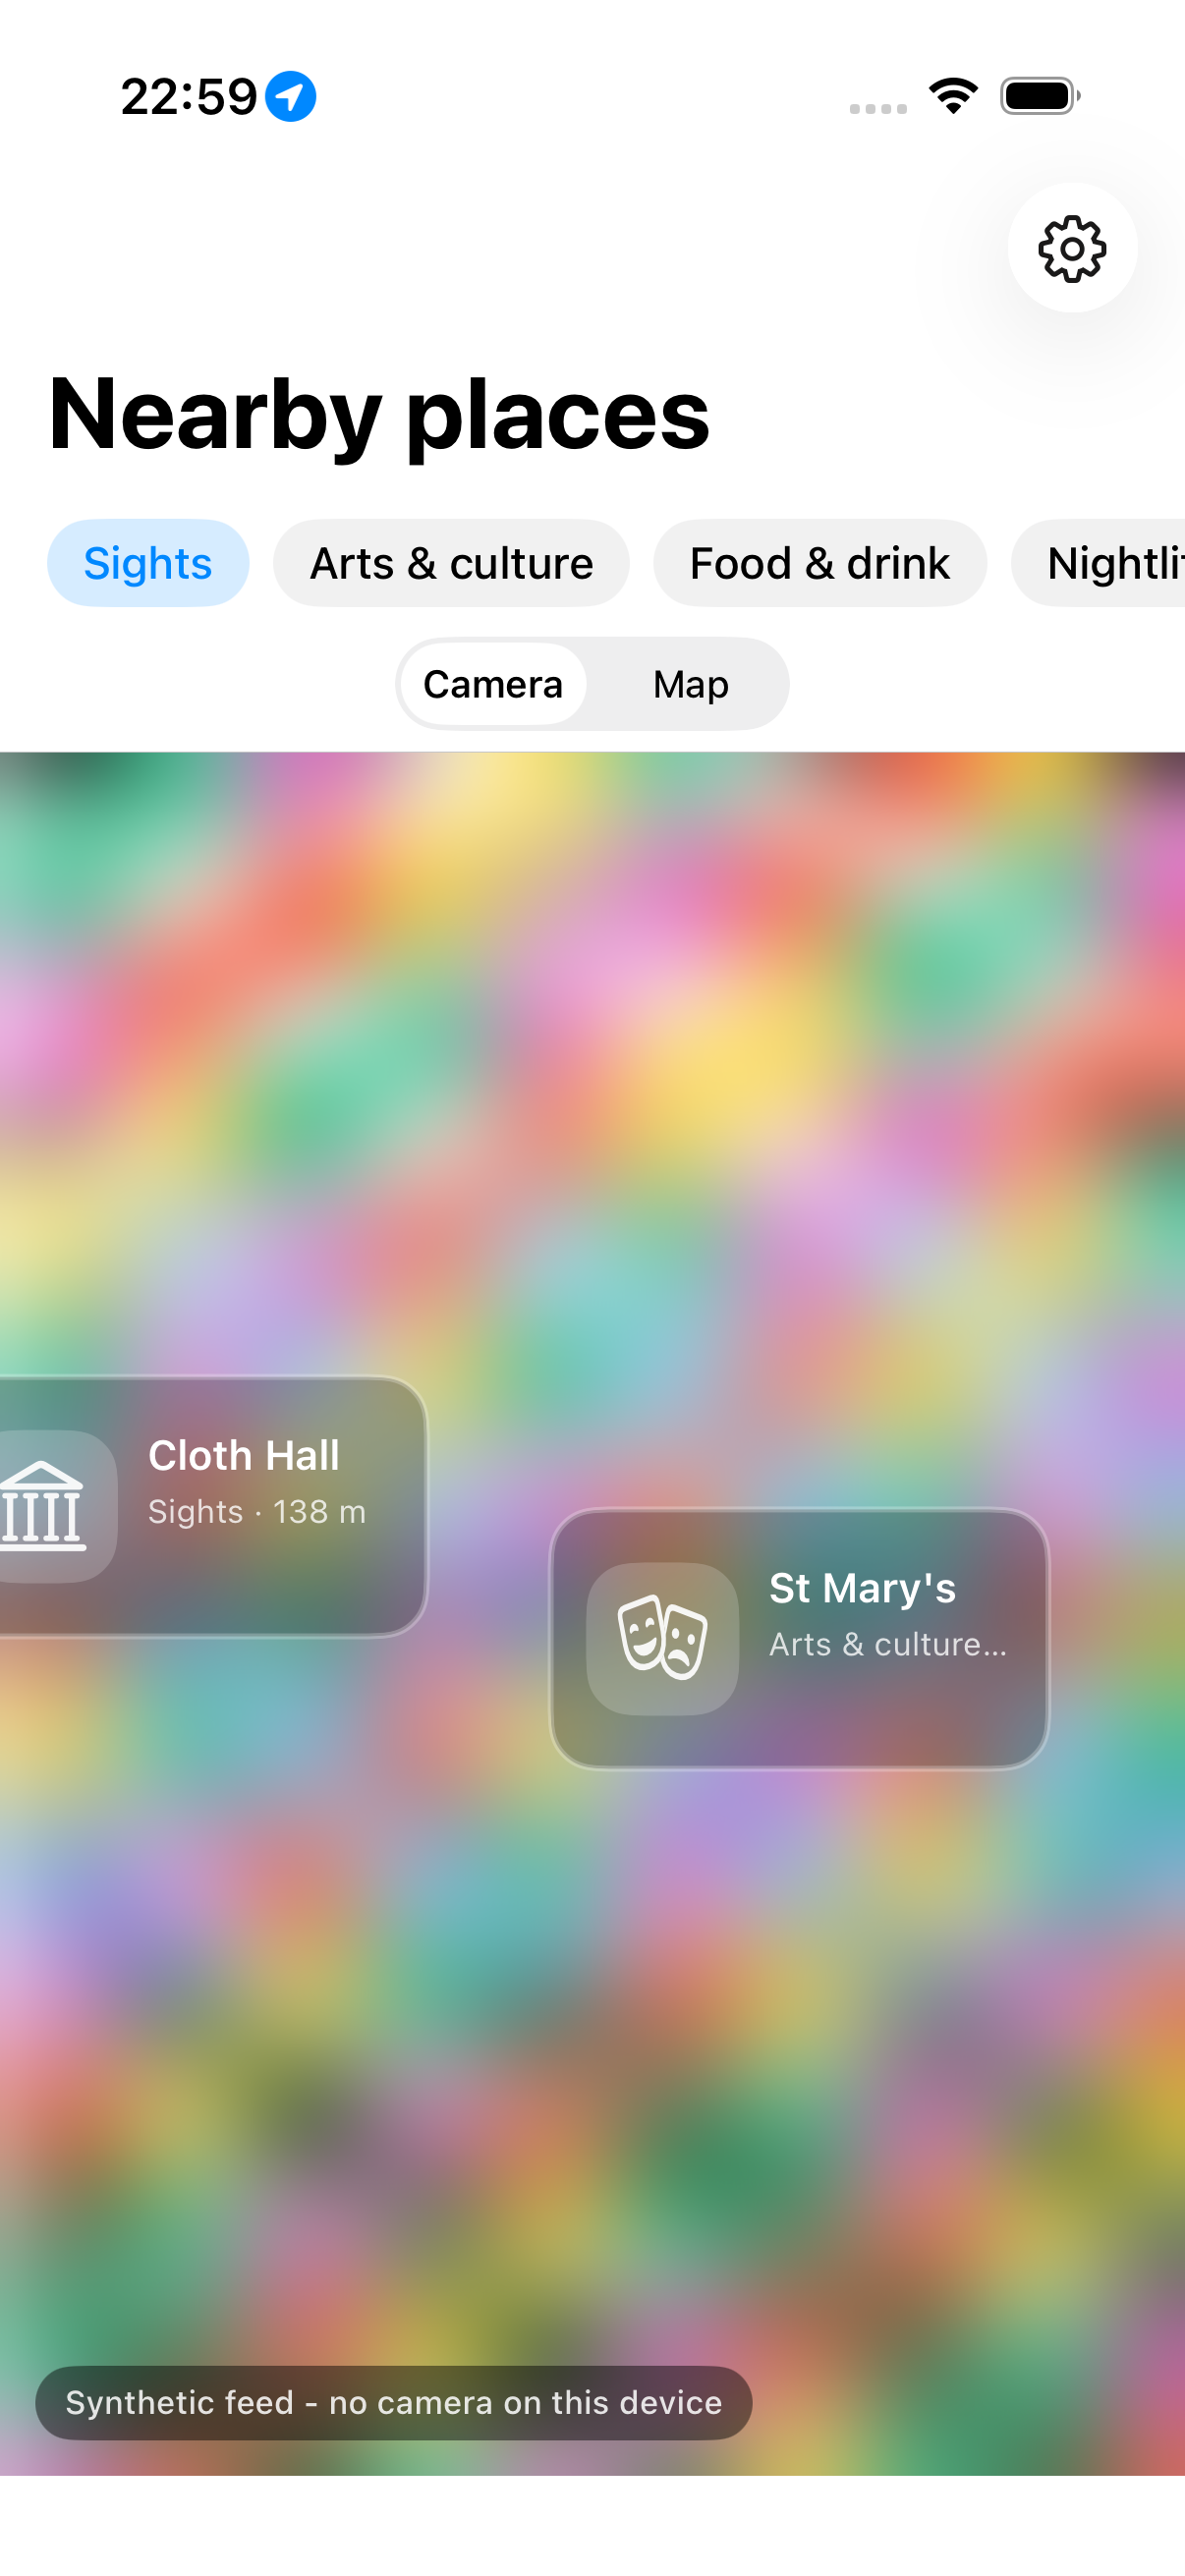 22:59
Nearby places
Sights
Arts & culture
Food & drink
Camera
Map
Cloth Hall
Sights · 138 m
St Mary's
Arts & culture...
Synthetic feed - no camera on this device